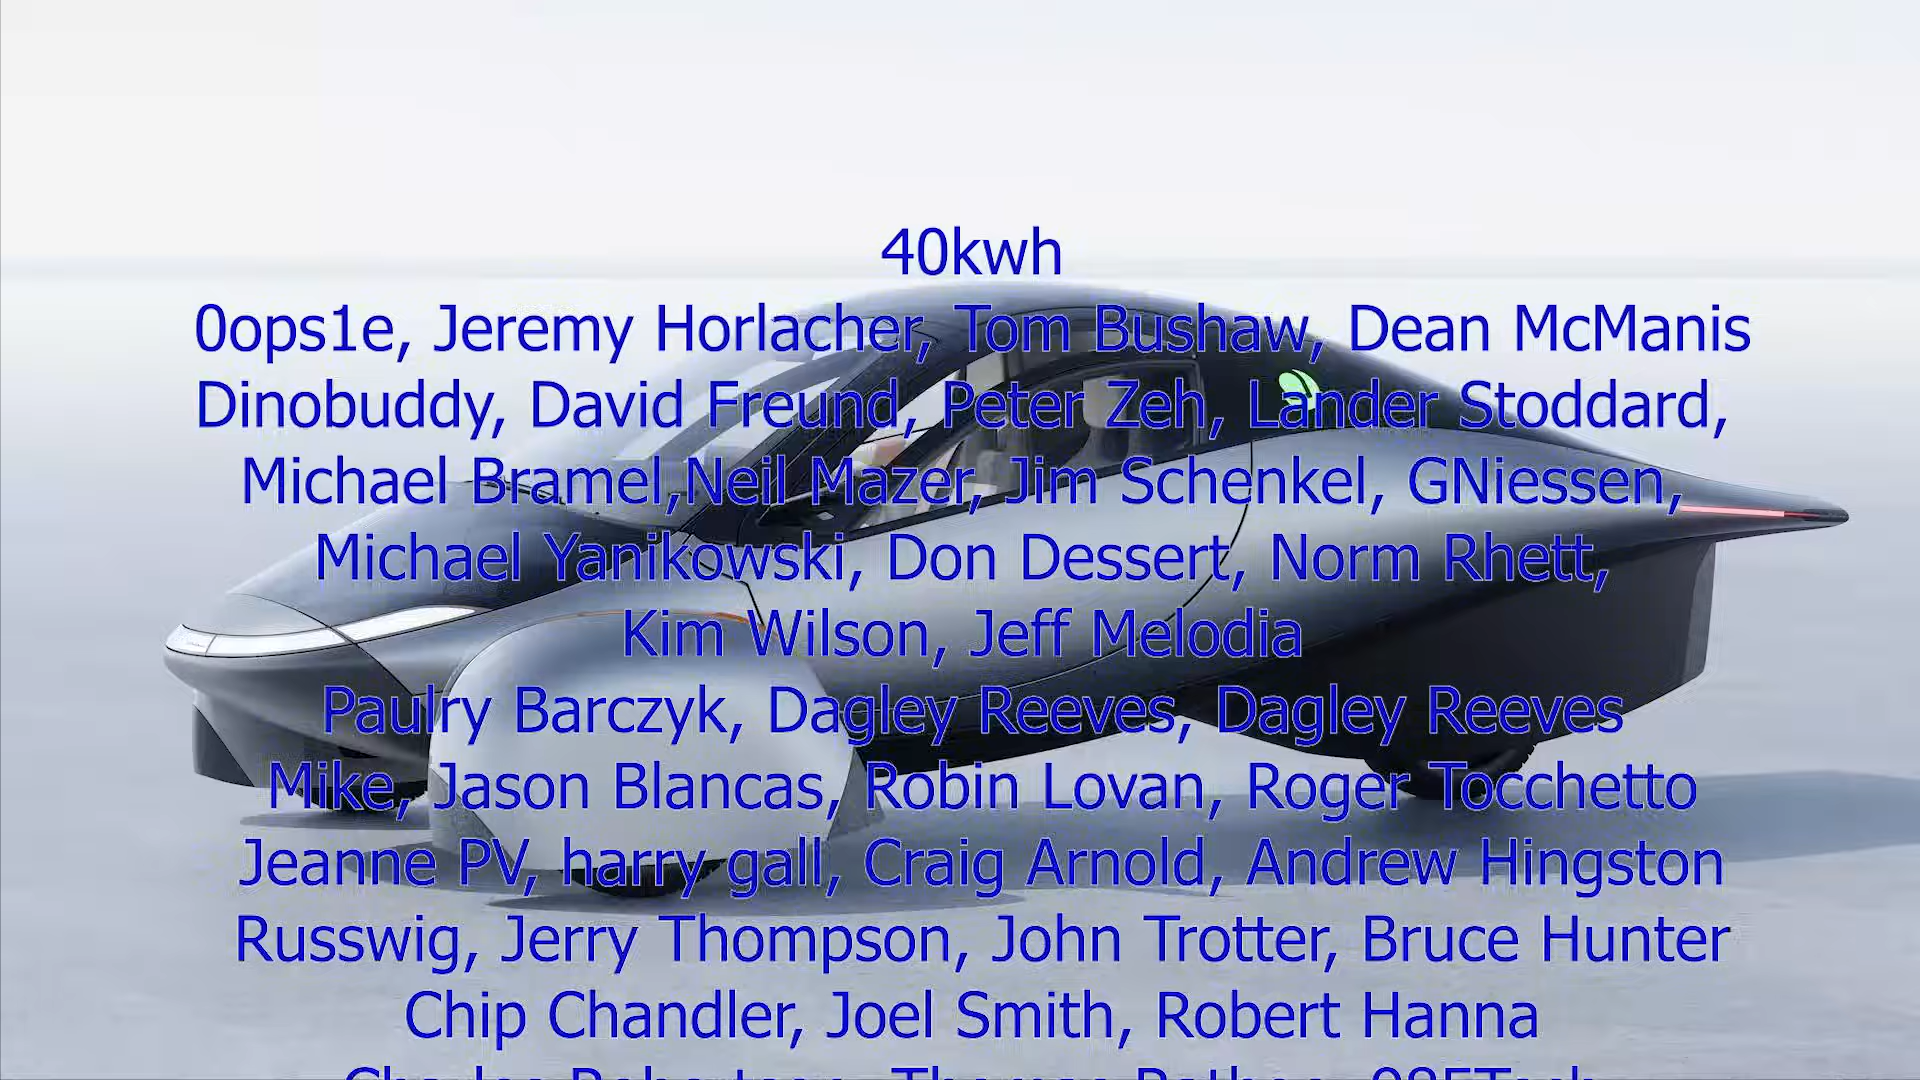 40kwh
0ops1e, Jeremy Horlacher, Tom Bushaw, Dean McManis
Dinobuddy, David Freund, Peter Zeh, Lander Stoddard,
Michael Bramel,Neil Mazer, Jim Schenkel, GNiessen,
Michael Yanikowski, Don Dessert, Norm Rhett,
Kim Wilson, Jeff Melodia
Paulry Barczyk, Dagley Reeves, Dagley Reeves
Mike, Jason Blancas, Robin Lovan, Roger Tocchetto
Jeanne PV, harry gall, Craig Arnold, Andrew Hingston
Russwig, Jerry Thompson, John Trotter, Bruce Hunter
Chip Chandler, Joel Smith, Robert Hanna